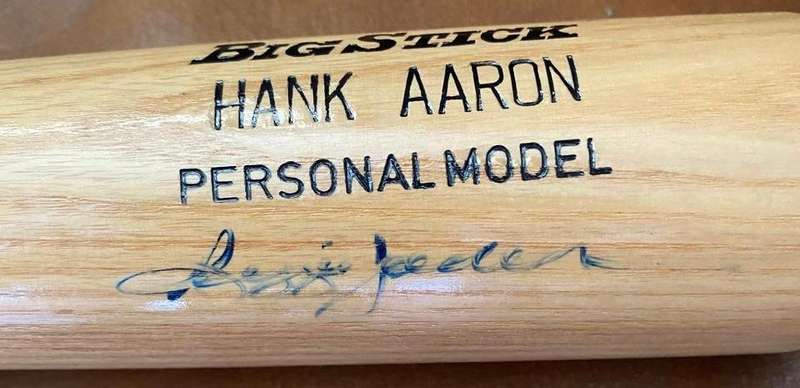 BIG STICK
HANK AARON
PERSONAL MODEL